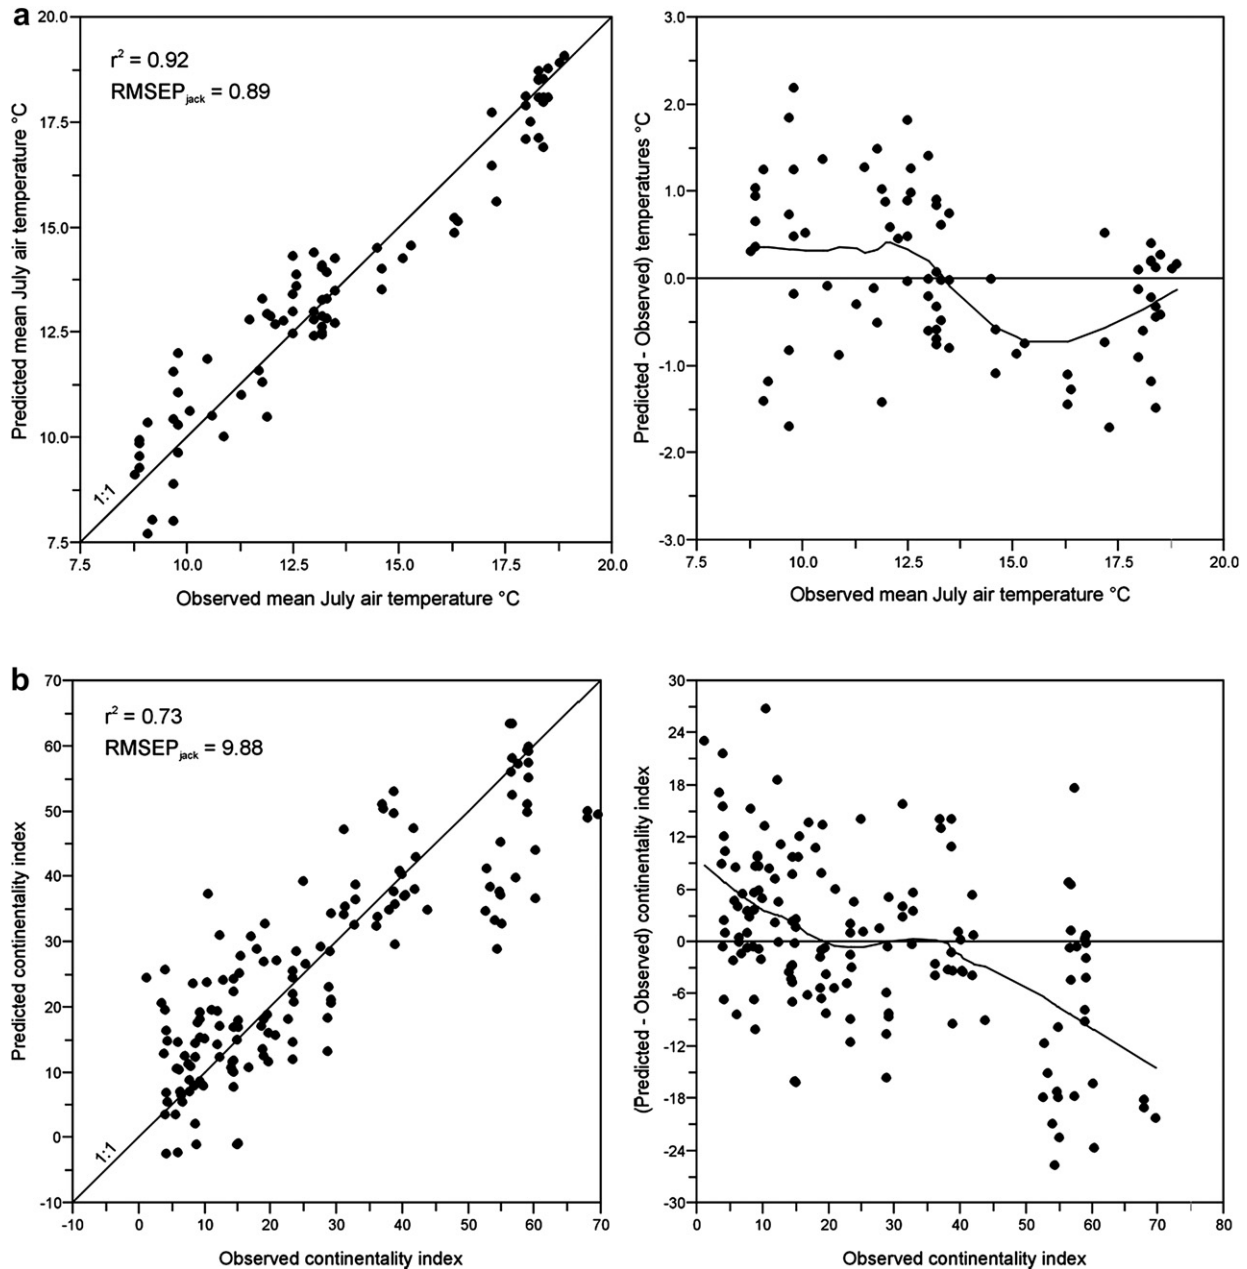 a
r² = 0.92
RMSEPjack = 0.89
1:1
20.0
17.5
15.0
12.5
10.0
7.5
7.5 10.0 12.5 15.0 17.5 20.0
Predicted mean July air temperature °C
Observed mean July air temperature °C
3.0
2.0
1.0
0.0
-1.0
-2.0
-3.0
7.5 10.0 12.5 15.0 17.5 20.0
Predicted - Observed) temperatures °C
Observed mean July air temperature °C
b
r² = 0.73
RMSEPjack = 9.88
1:1
70
60
50
40
30
20
10
0
-10
-10 0 10 20 30 40 50 60 70
Predicted continentality index
Observed continentality index
30
24
18
12
6
0
-6
-12
-18
-24
-30
0 10 20 30 40 50 60 70 80
(Predicted - Observed) continentality index
Observed continentality index